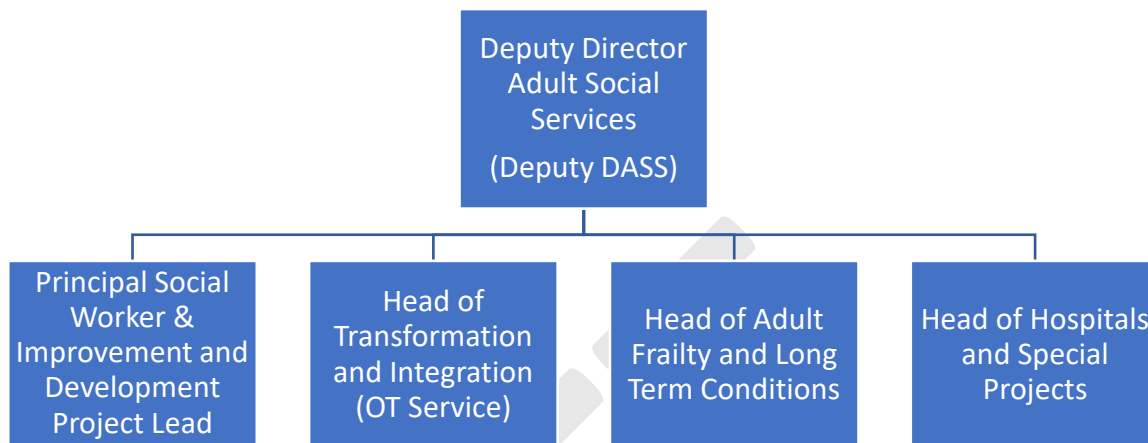 Deputy Director
Adult Social
Services
(Deputy DASS)
Principal Social
Worker &
Improvement and
Development
Project Lead
Head of
Transformation
and Integration
(OT Service)
Head of Adult
Frailty and Long
Term Conditions
Head of Hospitals
and Special
Projects